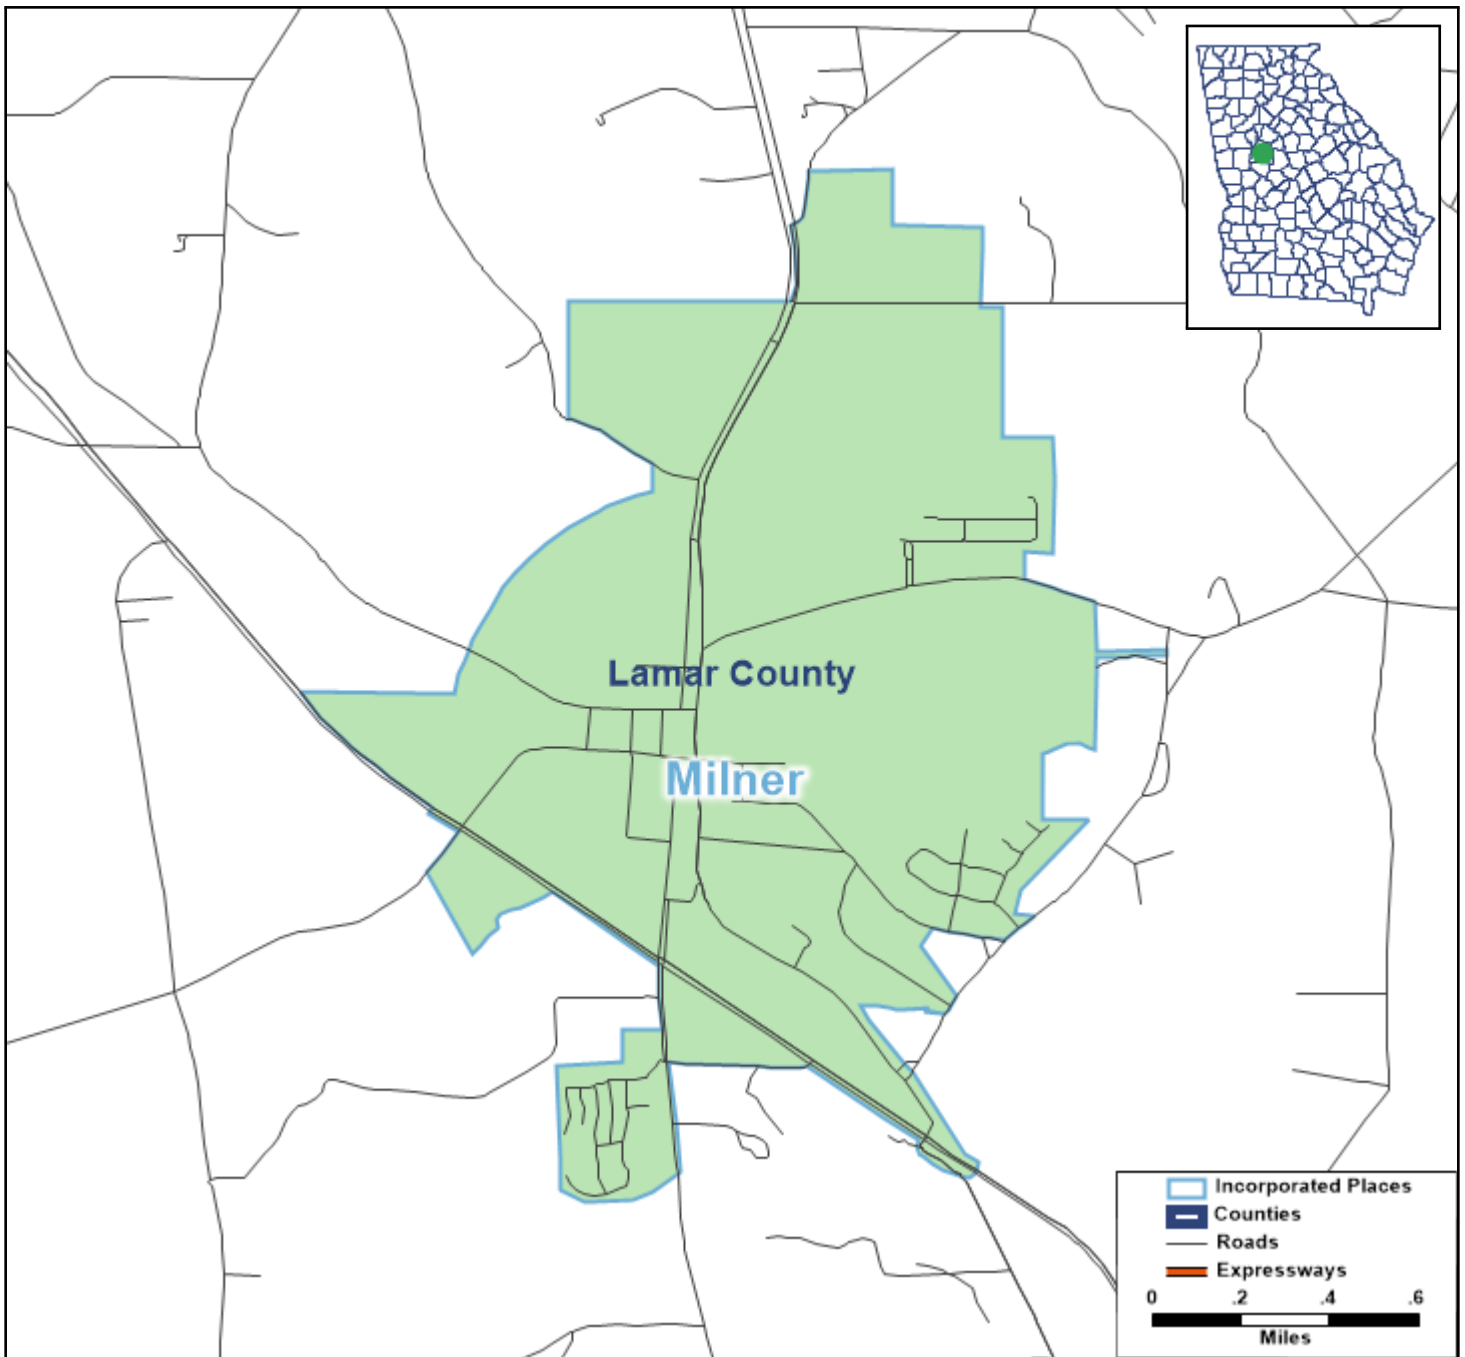 Lamar County
Milner
Incorporated Places
Counties
Roads
Expressways
0 .2 .4 .6
Miles